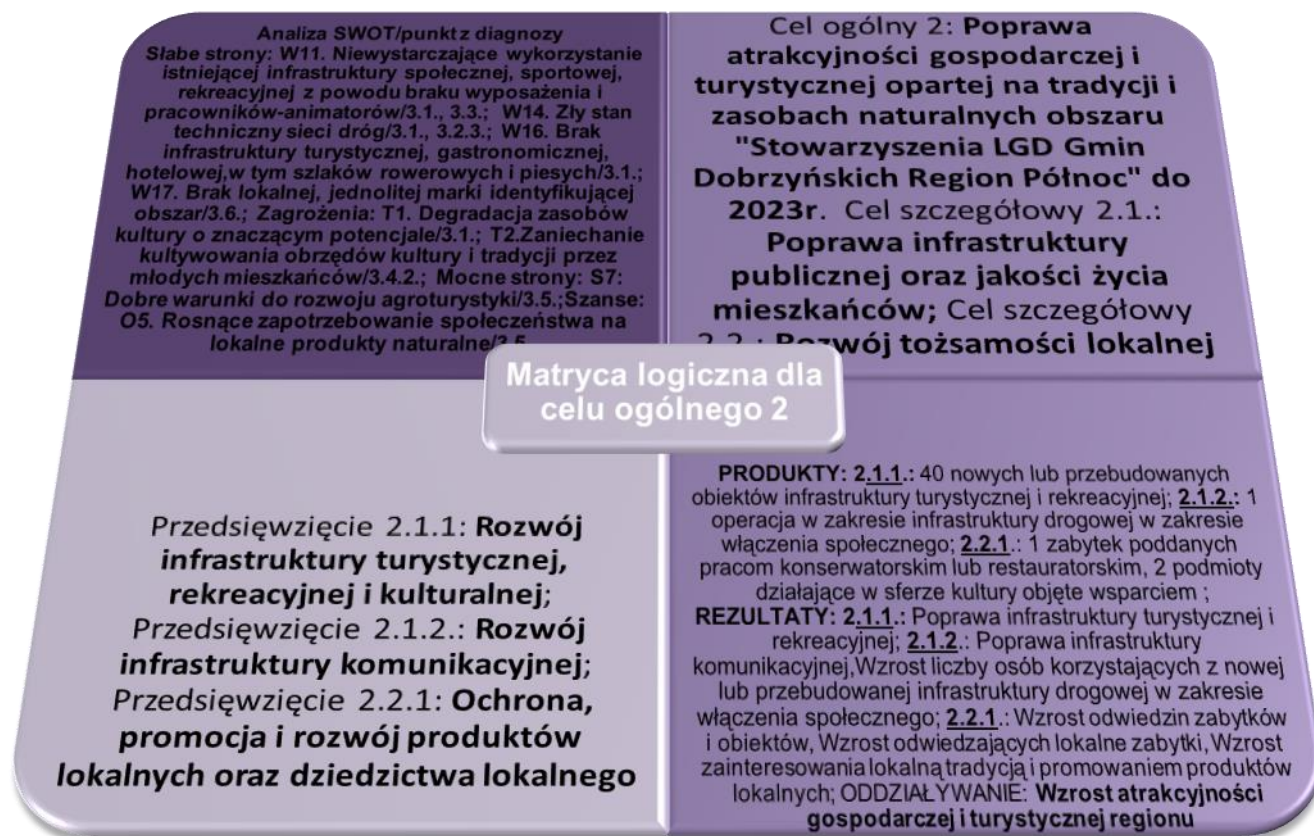 Analiza SWOT/punkt z diagnozy
Słabe strony: W11. Niewystarczające wykorzystanie
istniejącej infrastruktury społecznej, sportowej,
rekreacyjnej z powodu braku wyposażenia i
pracowników-animatorów/3.1., 3.3.; W14. Zły stan
techniczny sieci dróg/3.1., 3.2.3.; W16. Brak
infrastruktury turystycznej, gastronomicznej,
hotelowej,w tym szlaków rowerowych i piesych/3.1.;
W17. Brak lokalnej, jednolitej marki identyfikującej
obszar/3.6.; Zagrożenia: T1. Degradacja zasobów
kultury o znaczącym potencjale/3.1.; T2.Zaniechanie
kultywowania obrzędów kultury i tradycji przez
młodych mieszkańców/3.4.2.; Mocne strony: S7:
Dobre warunki do rozwoju agroturystyki/3.5.;Szanse:
O5. Rosnące zapotrzebowanie społeczeństwa na
lokalne produkty naturalne/3.5
Cel ogólny 2: Poprawa
atrakcyjności gospodarczej i
turystycznej opartej na tradycji i
zasobach naturalnych obszaru
"Stowarzyszenia LGD Gmin
Dobrzyńskich Region Północ" do
2023r. Cel szczegółowy 2.1.:
Poprawa infrastruktury
publicznej oraz jakości życia
mieszkańców; Cel szczegółowy
2.2.: Rozwój tożsamości lokalnej
Matryca logiczna dla
celu ogólnego 2
Przedsięwzięcie 2.1.1: Rozwój
infrastruktury turystycznej,
rekreacyjnej i kulturalnej;
Przedsięwzięcie 2.1.2.: Rozwój
infrastruktury komunikacyjnej;
Przedsięwzięcie 2.2.1: Ochrona,
promocja i rozwój produktów
lokalnych oraz dziedzictwa lokalnego
PRODUKTY: 2.1.1.: 40 nowych lub przebudowanych
obiektów infrastruktury turystycznej i rekreacyjnej; 2.1.2.: 1
operacja w zakresie infrastruktury drogowej w zakresie
włączenia społecznego; 2.2.1.: 1 zabytek poddanych
pracom konserwatorskim lub restauratorskim, 2 podmioty
działające w sferze kultury objęte wsparciem ;
REZULTATY: 2.1.1.: Poprawa infrastruktury turystycznej i
rekreacyjnej; 2.1.2.: Poprawa infrastruktury
komunikacyjnej,Wzrost liczby osób korzystających z nowej
lub przebudowanej infrastruktury drogowej w zakresie
włączenia społecznego; 2.2.1.: Wzrost odwiedzin zabytków
i obiektów, Wzrost odwiedzających lokalne zabytki, Wzrost
zainteresowania lokalną tradycją i promowaniem produktów
lokalnych; ODDZIAŁYWANIE: Wzrost atrakcyjności
gospodarczej i turystycznej regionu